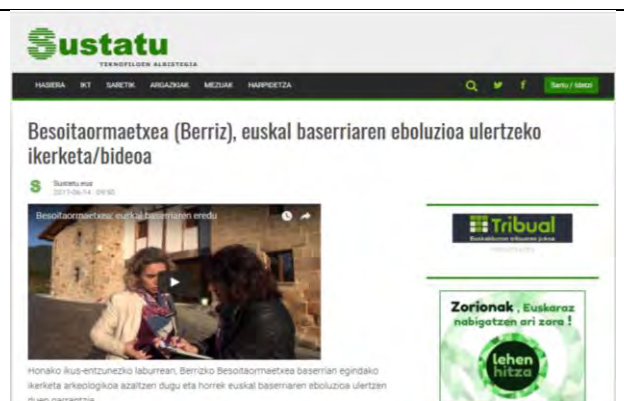 Sustatu
TEKNOFILOEN ALBISTEGIA
HASIERA IKT SARETIK ARGAZKIAK MEZUAK HARPIDETZA
f Sartu / Idatzi
Besoitaormaetxea (Berriz), euskal baserriaren eboluzioa ulertzeko
ikerketa/bideoa
S Sustatu.eus
2017-06-14 : 09:50
Besoitaormaetxea: euskal baserriaren eredu
Tribual
Euskaldunon tribuaren jokoa
Zorionak, Euskaraz
nabigatzen ari zara !
lehen
hitza
Honako ikus-entzunezko laburrean, Berrizko Besoitaormaetxea baserrian egindako
ikerketa arkeologikoa azaltzen dugu eta horrek euskal baserriaren eboluzioa ulertzen
duen garrantzia